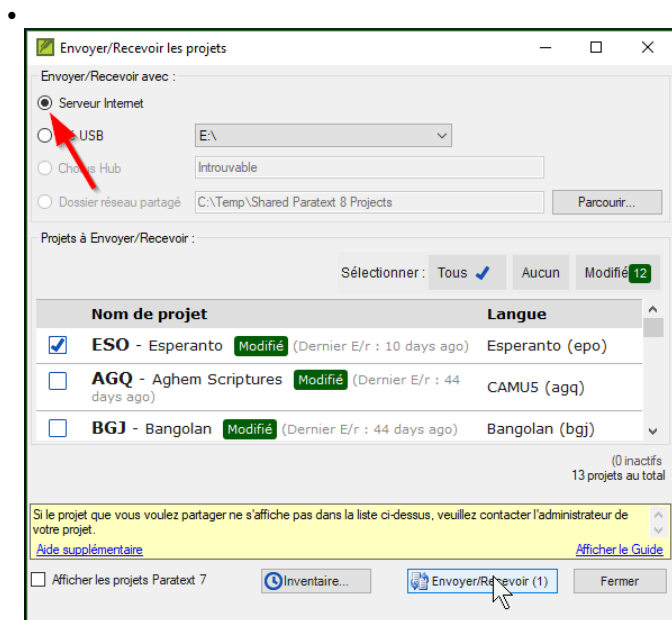 Envoyer/Recevoir les projets
Envoyer/Recevoir avec :
Serveur Internet
USB E:\
Hub Introuvable
Dossier réseau partagé C:\Temp\Shared Paratext 8 Projects Parcourir...
Projets à Envoyer/Recevoir :
Sélectionner : Tous Aucun Modifié 12
Nom de projet Langue
ESO - Esperanto Modifié (Dernier E/r : 10 days ago) Esperanto (epo)
AGQ - Aghem Scriptures Modifié (Dernier E/r : 44
days ago) CAMU5 (agq)
BGJ - Bangolan Modifié (Dernier E/r : 44 days ago) Bangolan (bgj)
(0 inactifs
13 projets au total
Si le projet que vous voulez partager ne s'affiche pas dans la liste ci-dessus, veuillez contacter l'administrateur de
votre projet.
Aide supplémentaire Afficher le Guide
Afficher les projets Paratext 7 Inventaire... Envoyer/Recevoir (1) Fermer